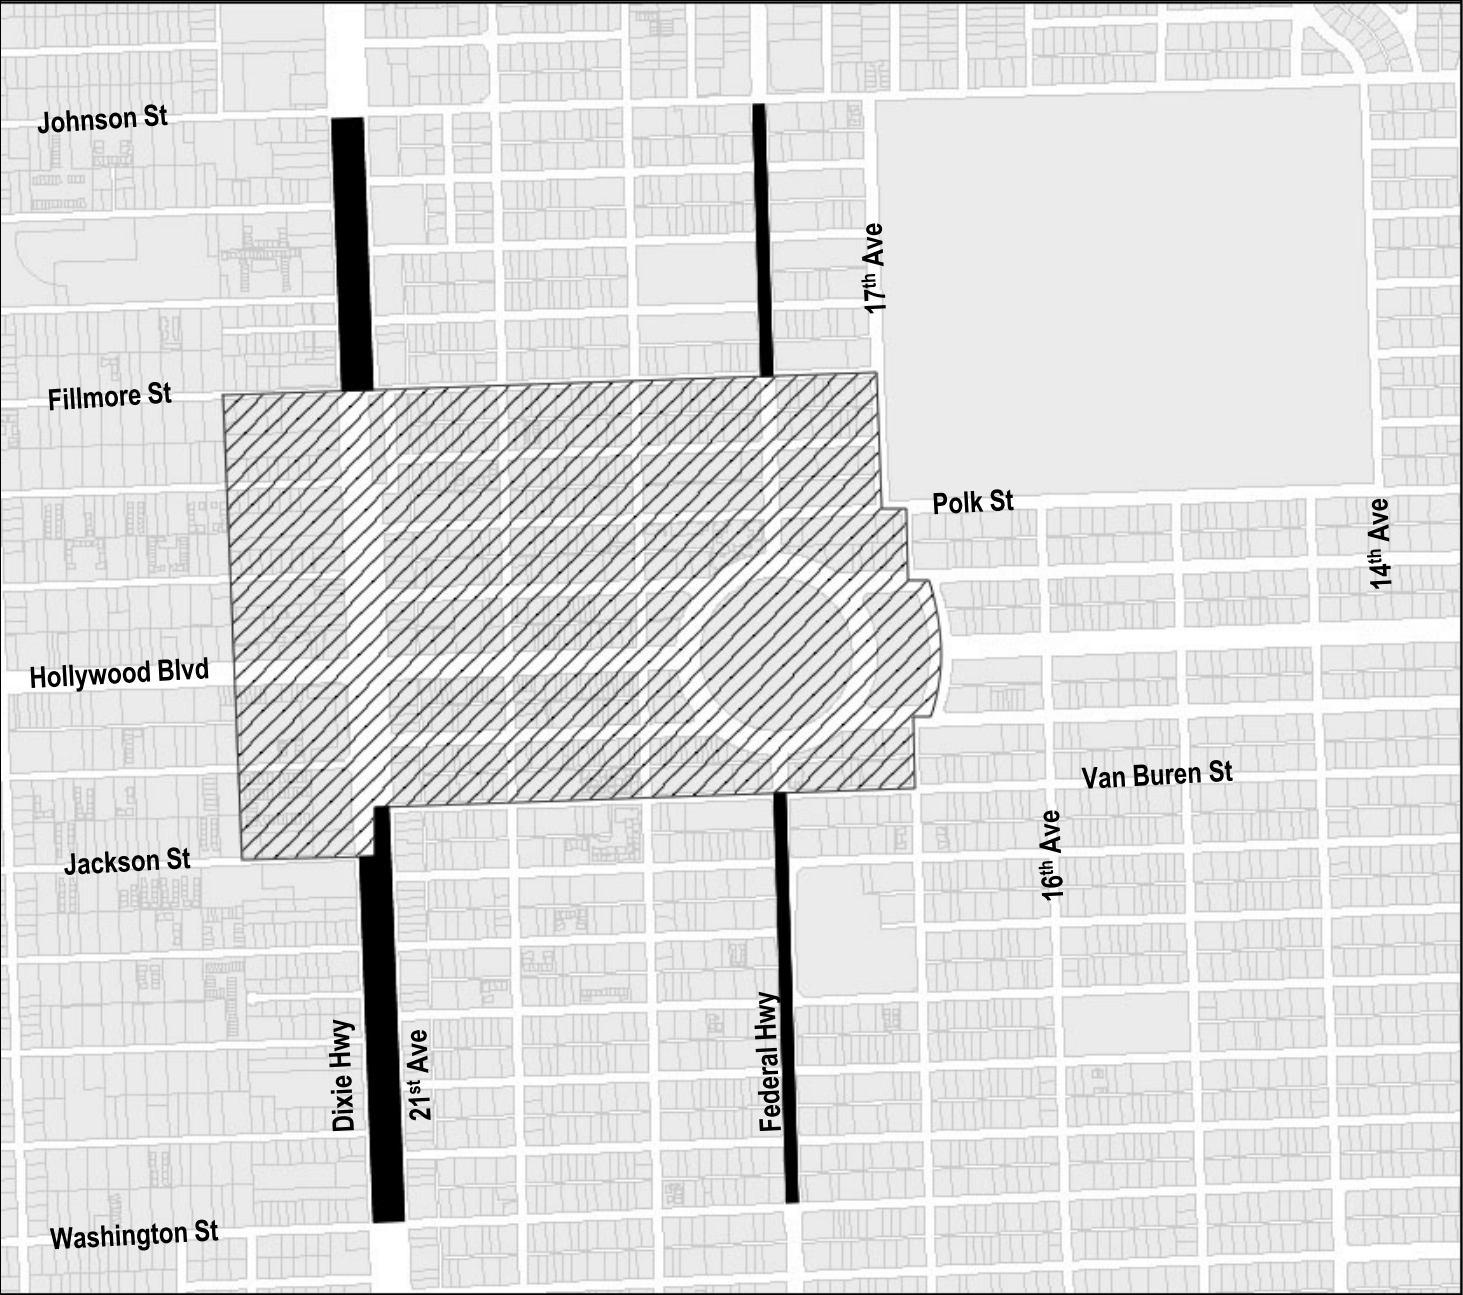 Johnson St
17th Ave
Fillmore St
Polk St
14th Ave
Hollywood Blvd
Van Buren St
Jackson St
16th Ave
Dixie Hwy
21st Ave
Federal Hwy
Washington St